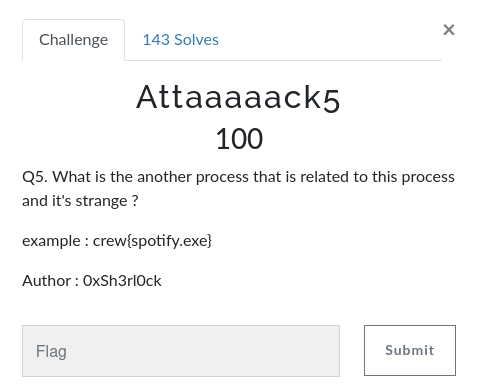 Challenge
143 Solves
×
Attaaaaaack5
100
Q5. What is the another process that is related to this process
and it's strange ?
example : crew{spotify.exe}
Author : 0xSh3rl0ck
Flag
Submit